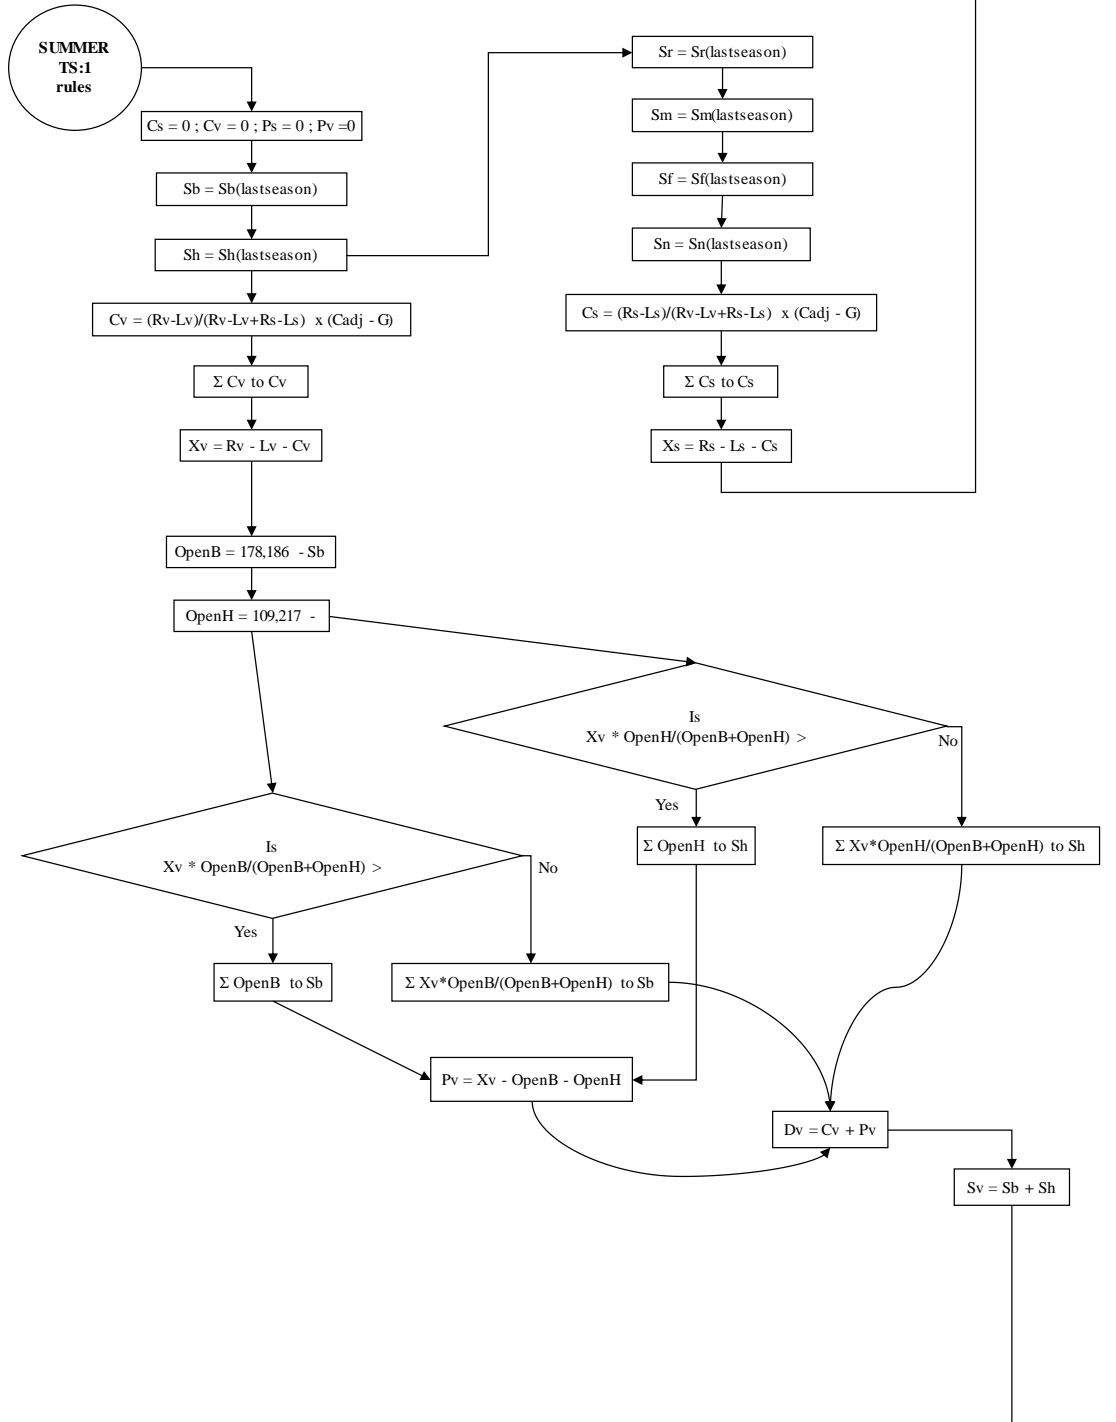 SUMMER
TS:1
rules
Cs = 0 ; Cv = 0 ; Ps = 0 ; Pv =0
Sb = Sb(lastseason)
Sh = Sh(lastseason)
Cv = (Rv-Lv)/(Rv-Lv+Rs-Ls) x (Cadj - G)
Σ Cv to Cv
Xv = Rv - Lv - Cv
OpenB = 178,186 - Sb
OpenH = 109,217 -
Sr = Sr(lastseason)
Sm = Sm(lastseason)
Sf = Sf(lastseason)
Sn = Sn(lastseason)
Cs = (Rs-Ls)/(Rv-Lv+Rs-Ls) x (Cadj - G)
Σ Cs to Cs
Xs = Rs - Ls - Cs
Is
Xv * OpenH/(OpenB+OpenH) >
No
Yes
Σ OpenH to Sh
Σ Xv*OpenH/(OpenB+OpenH) to Sh
Is
Xv * OpenB/(OpenB+OpenH) >
No
Yes
Σ OpenB to Sb
Σ Xv*OpenB/(OpenB+OpenH) to Sb
Pv = Xv - OpenB - OpenH
Dv = Cv + Pv
Sv = Sb + Sh